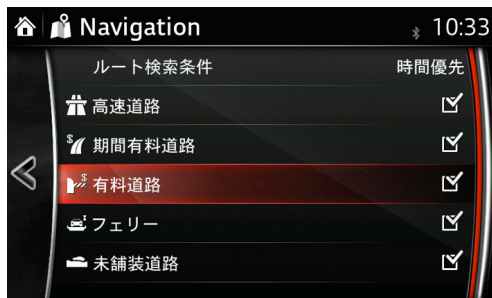 Navigation 10:33
ルート検索条件 時間優先
高速道路
$ 期間有料道路
$ 有料道路
フェリー
未舗装道路